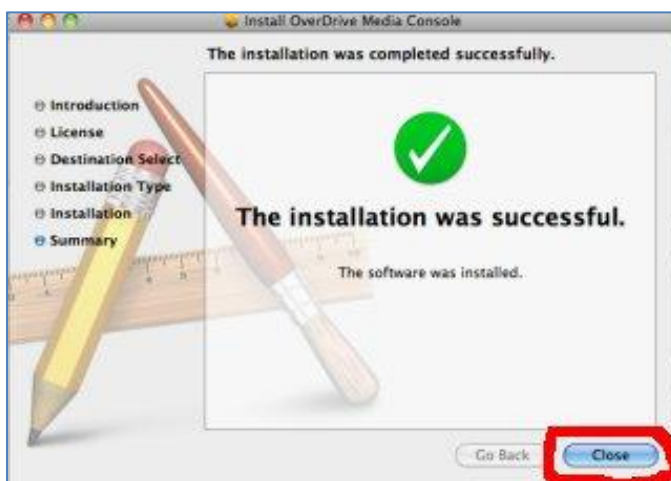 Install OverDrive Media Console
The installation was completed successfully.
Introduction
License
Destination Select
Installation Type
Installation
Summary
The installation was successful.
The software was installed.
Go Back
Close